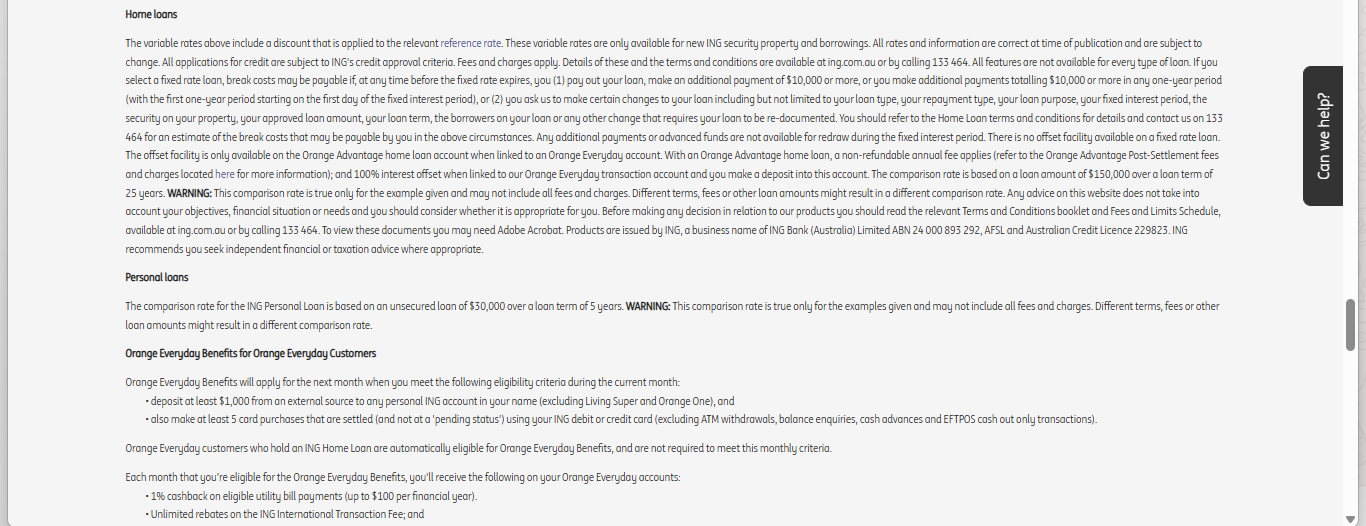 Home loans
The variable rates above include a discount that is applied to the relevant reference rate. These variable rates are only available for new ING security property and borrowings. All rates and information are correct at time of publication and are subject to
change. All applications for credit are subject to ING's credit approval criteria. Fees and charges apply. Details of these and the terms and conditions are available at ing.com.au or by calling 133 464. All features are not available for every type of loan. If you
select a fixed rate loan, break costs may be payable if, at any time before the fixed rate expires, you (1) pay out your loan, make an additional payment of $10,000 or more, or you make additional payments totalling $10,000 or more in any one-year period
(with the first one-year period starting on the first day of the fixed interest period), or (2) you ask us to make certain changes to your loan including but not limited to your loan type, your repayment type, your loan purpose, your fixed interest period, the
security on your property, your approved loan amount, your loan term, the borrowers on your loan or any other change that requires your loan to be re-documented. You should refer to the Home Loan terms and conditions for details and contact us on 133
464 for an estimate of the break costs that may be payable by you in the above circumstances. Any additional payments or advanced funds are not available for redraw during the fixed interest period. There is no offset facility available on a fixed rate loan.
The offset facility is only available on the Orange Advantage home loan account when linked to an Orange Everyday account. With an Orange Advantage home loan, a non-refundable annual fee applies (refer to the Orange Advantage Post-Settlement fees
and charges located here for more information); and 100% interest offset when linked to our Orange Everyday transaction account and you make a deposit into this account. The comparison rate is based on a loan amount of $150,000 over a loan term of
25 years. WARNING: This comparison rate is true only for the example given and may not include all fees and charges. Different terms, fees or other loan amounts might result in a different comparison rate. Any advice on this website does not take into
account your objectives, financial situation or needs and you should consider whether it is appropriate for you. Before making any decision in relation to our products you should read the relevant Terms and Conditions booklet and Fees and Limits Schedule,
available at ing.com.au or by calling 133 464. To view these documents you may need Adobe Acrobat. Products are issued by ING, a business name of ING Bank (Australia) Limited ABN 24 000 893 292, AFSL and Australian Credit Licence 229823. ING
recommends you seek independent financial or taxation advice where appropriate.
Personal loans
The comparison rate for the ING Personal Loan is based on an unsecured loan of $30,000 over a loan term of 5 years. WARNING: This comparison rate is true only for the examples given and may not include all fees and charges. Different terms, fees or other
loan amounts might result in a different comparison rate.
Orange Everyday Benefits for Orange Everyday Customers
Orange Everyday Benefits will apply for the next month when you meet the following eligibility criteria during the current month:
• deposit at least $1,000 from an external source to any personal ING account in your name (excluding Living Super and Orange One), and
• also make at least 5 card purchases that are settled (and not at a 'pending status') using your ING debit or credit card (excluding ATM withdrawals, balance enquiries, cash advances and EFTPOS cash out only transactions).
Orange Everyday customers who hold an ING Home Loan are automatically eligible for Orange Everyday Benefits, and are not required to meet this monthly criteria.
Each month that you're eligible for the Orange Everyday Benefits, you'll receive the following on your Orange Everyday accounts:
• 1% cashback on eligible utility bill payments (up to $100 per financial year).
• Unlimited rebates on the ING International Transaction Fee; and
Can we help?